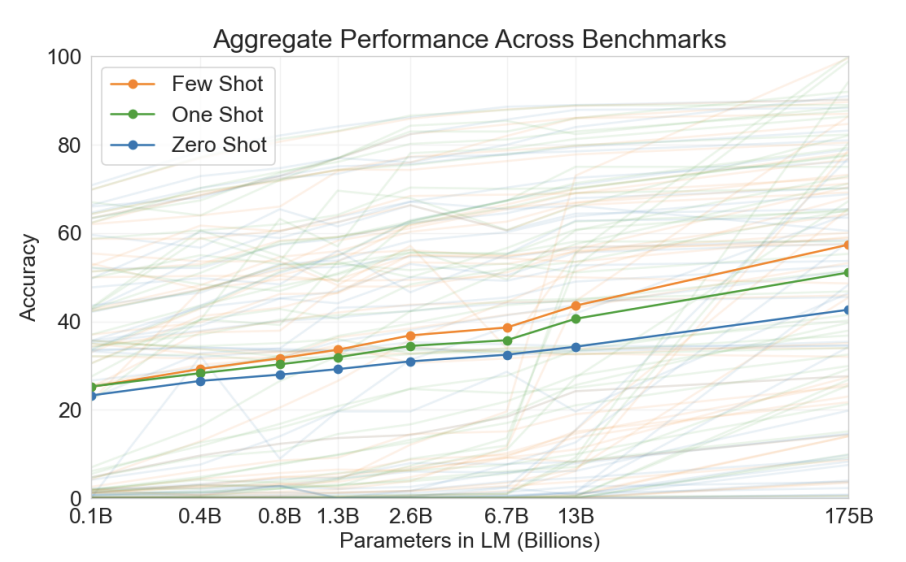 Aggregate Performance Across Benchmarks
100
80
60
40
20
0
Accuracy
Few Shot
One Shot
Zero Shot
0.1B 0.4B 0.8B 1.3B 2.6B 6.7B 13B 175B
Parameters in LM (Billions)